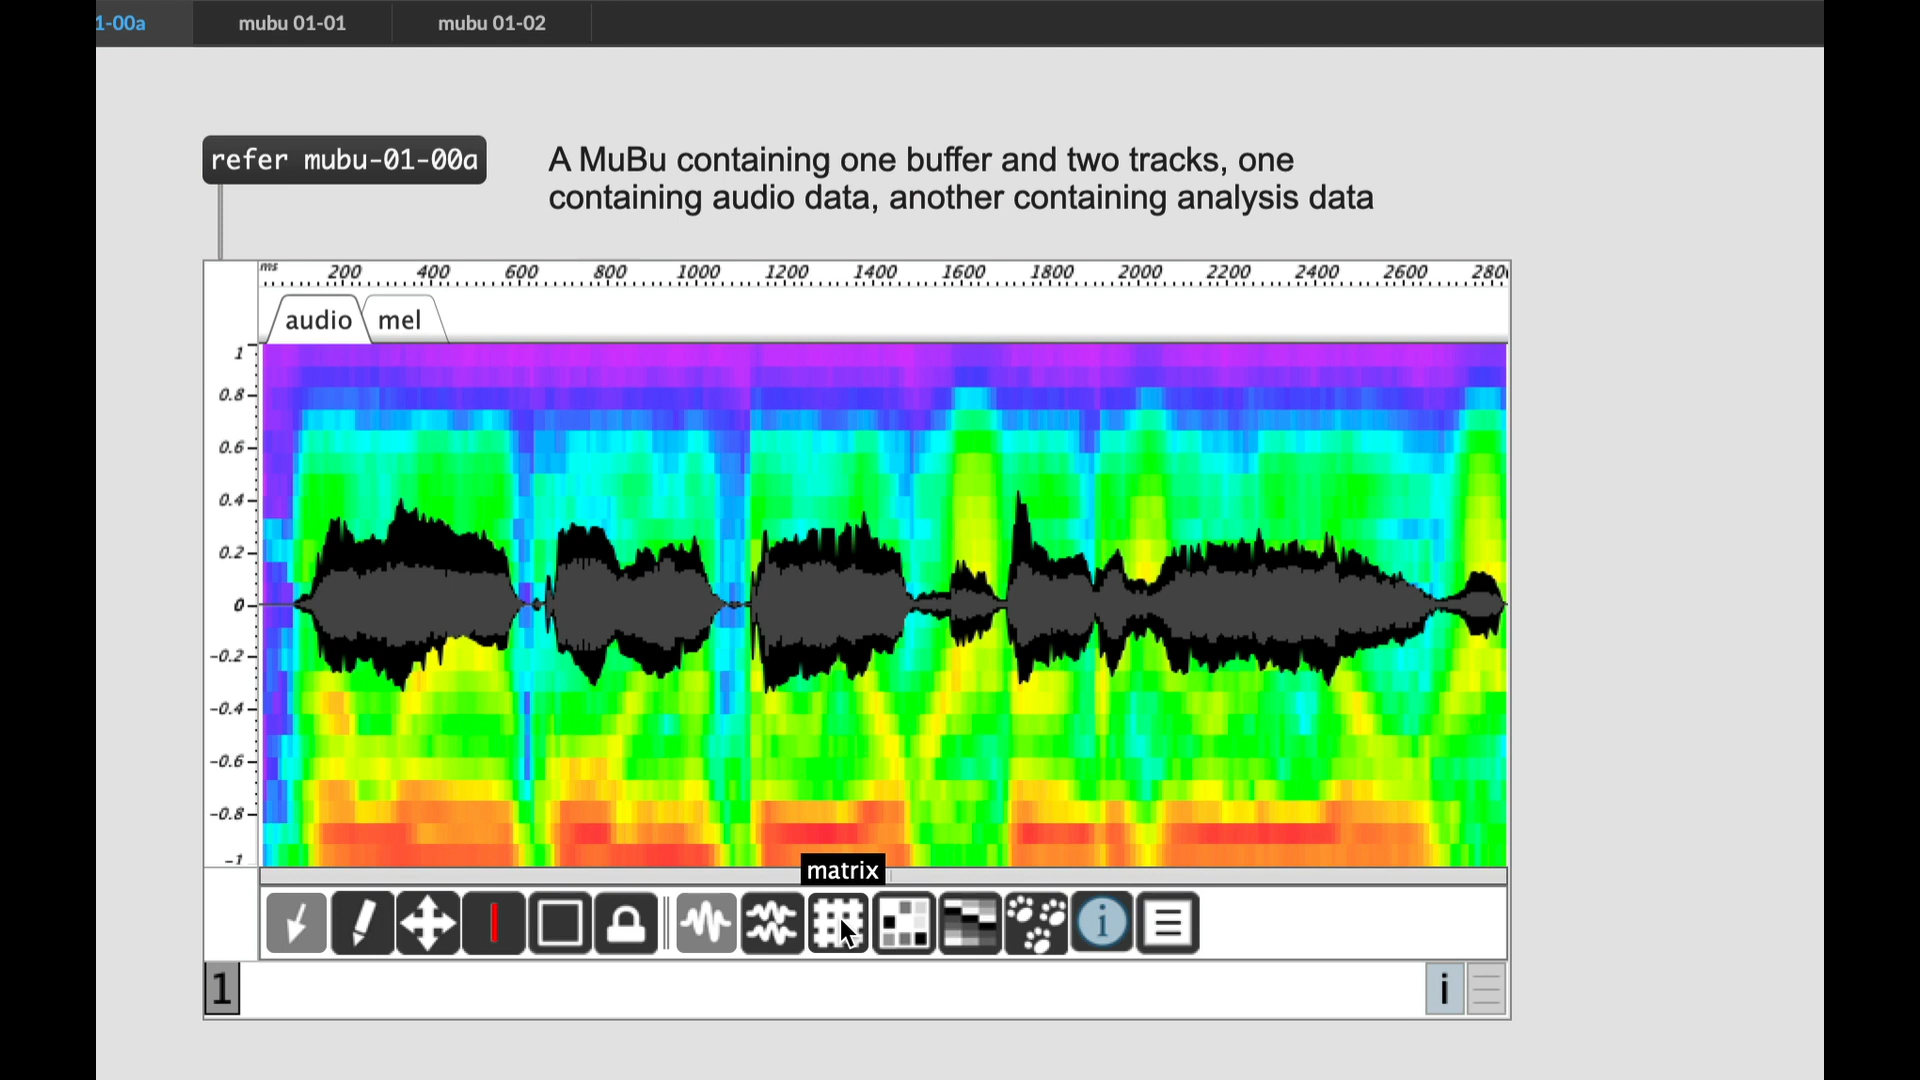 1-00a mubu 01-01 mubu 01-02
refer mubu-01-00a
A MuBu containing one buffer and two tracks, one
containing audio data, another containing analysis data
ms 200 400 600 800 1000 1200 1400 1600 1800 2000 2200 2400 2600 280
audio mel
1
0.8
0.6
0.4
0.2
0
-0.2
-0.4
-0.6
-0.8
-1
matrix
i
1
i